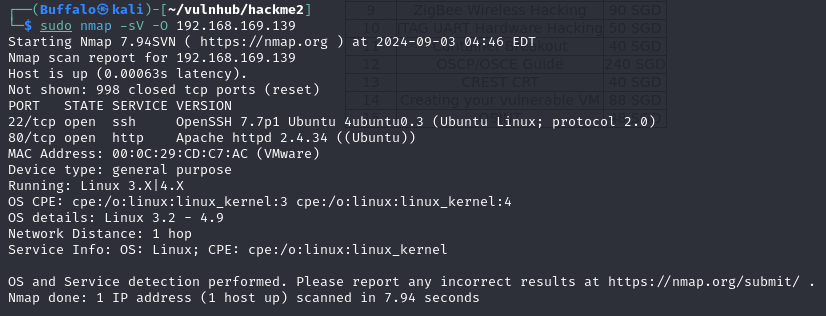 ┌──(Buffalo㉿kali)-[~/vulnhub/hackme2]
└─$ sudo nmap -sV -O 192.168.169.139
Starting Nmap 7.94SVN ( https://nmap.org ) at 2024-09-03 04:46 EDT
Nmap scan report for 192.168.169.139
Host is up (0.00063s latency).
Not shown: 998 closed tcp ports (reset)
PORT   STATE SERVICE VERSION
22/tcp open  ssh     OpenSSH 7.7p1 Ubuntu 4ubuntu0.3 (Ubuntu Linux; protocol 2.0)
80/tcp open  http    Apache httpd 2.4.34 ((Ubuntu))
MAC Address: 00:0C:29:CD:C7:AC (VMware)
Device type: general purpose
Running: Linux 3.X|4.X
OS CPE: cpe:/o:linux:linux_kernel:3 cpe:/o:linux:linux_kernel:4
OS details: Linux 3.2 - 4.9
Network Distance: 1 hop
Service Info: OS: Linux; CPE: cpe:/o:linux:linux_kernel
OS and Service detection performed. Please report any incorrect results at https://nmap.org/submit/ .
Nmap done: 1 IP address (1 host up) scanned in 7.94 seconds
9 ZigBee Wireless Hacking 90 SGD
10 JTAG UART Hardware Hacking 50 SGD
40 SGD
12 OSCP/OSCE Guide 240 SGD
13 CREST CRT 40 SGD
14 Creating your vulnerable VM 88 SGD